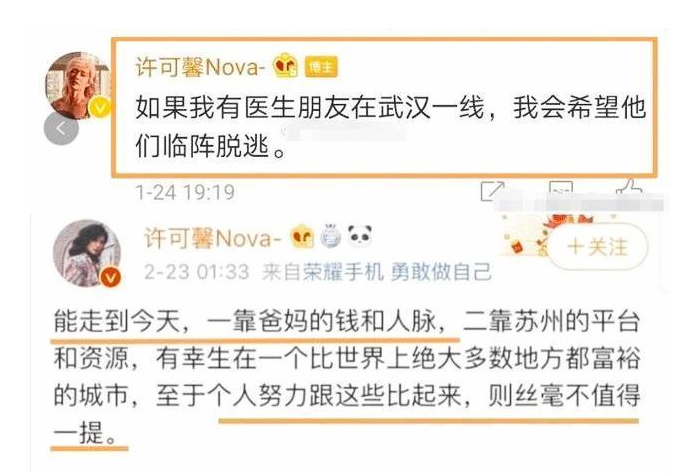 许可馨Nova- 博主
如果我有医生朋友在武汉一线，我会希望他
们临阵脱逃。
1-24 19:19
许可馨Nova-
2-23 01:33 来自荣耀手机 勇敢做自己
＋关注
能走到今天，一靠爸妈的钱和人脉，二靠苏州的平台
和资源，有幸生在一个比世界上绝大多数地方都富裕
的城市，至于个人努力跟这些比起来，则丝毫不值得
一提。